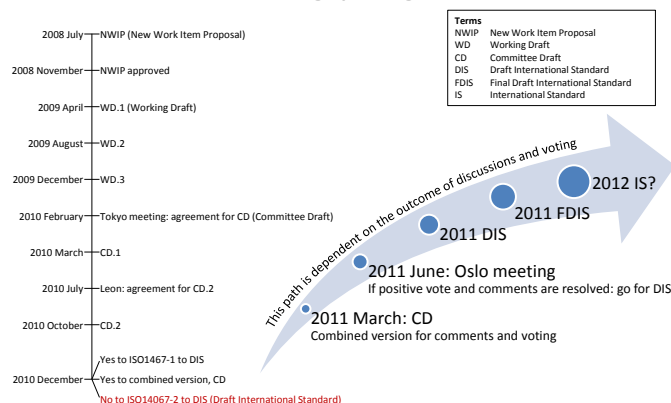 Terms
NWIP New Work Item Proposal
WD Working Draft
CD Committee Draft
DIS Draft International Standard
FDIS Final Draft International Standard
IS International Standard
2008 July NWIP (New Work Item Proposal)
2008 November NWIP approved
2009 April WD.1 (Working Draft)
2009 August WD.2
2009 December WD.3
2010 February Tokyo meeting: agreement for CD (Committee Draft)
2010 March CD.1
2010 July Leon: agreement for CD.2
2010 October CD.2
Yes to ISO1467-1 to DIS
2010 December Yes to combined version, CD
No to ISO14067-2 to DIS (Draft International Standard)
This path is dependent on the outcome of discussions and voting
2012 IS?
2011 FDIS
2011 DIS
2011 June: Oslo meeting
If positive vote and comments are resolved: go for DIS
2011 March: CD
Combined version for comments and voting